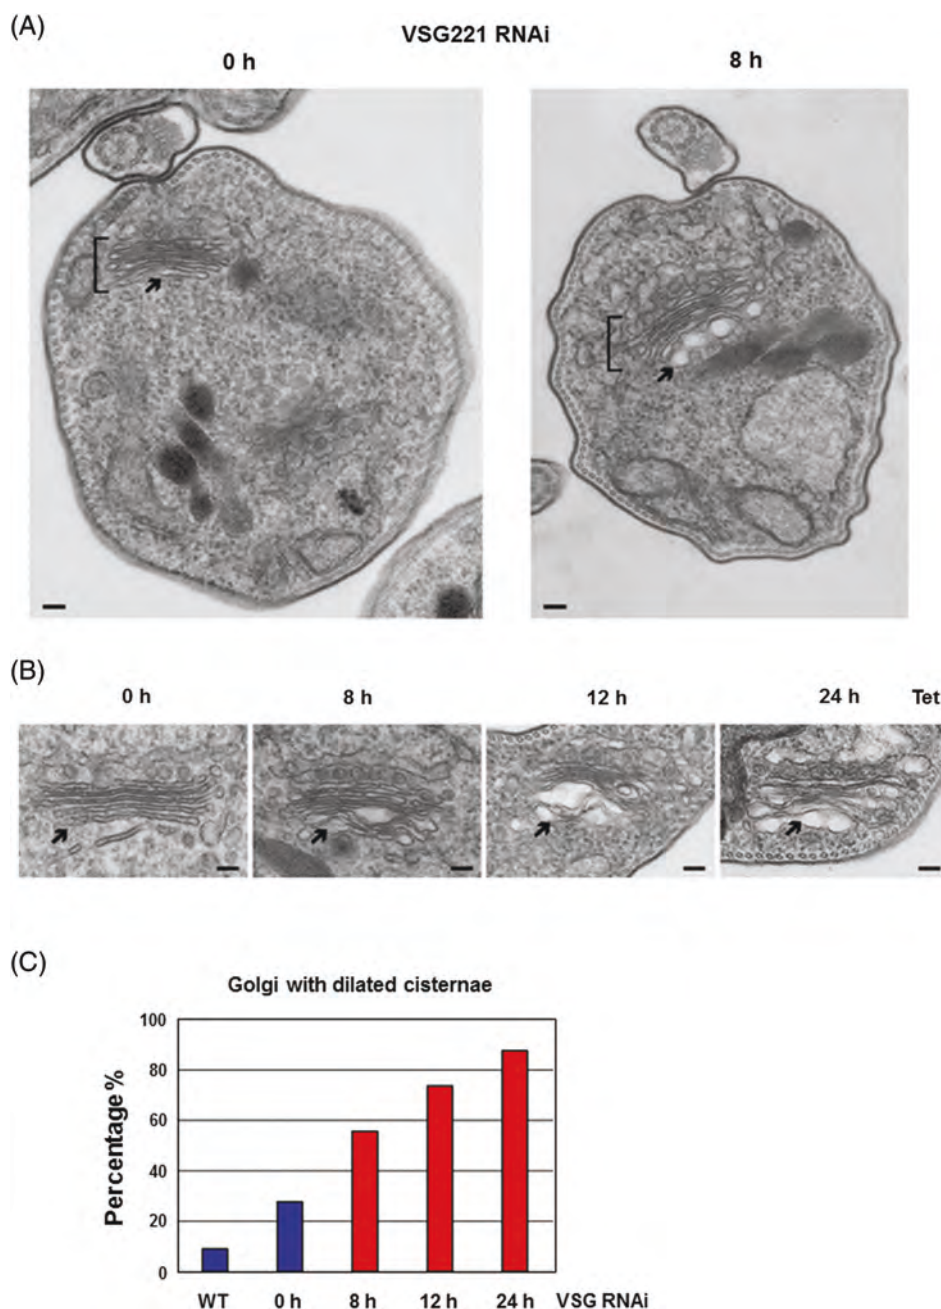 (A)
VSG221 RNAi
0 h 8 h
(B)
0 h 8 h 12 h 24 h Tet
(C)
Golgi with dilated cisternae
Percentage %
100
80
60
40
20
0
WT 0 h 8 h 12 h 24 h VSG RNAi